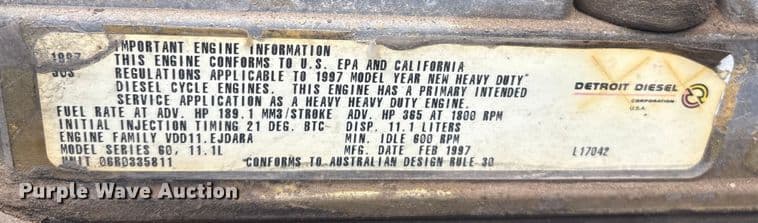 IMPORTANT ENGINE INFORMATION
1997 THIS ENGINE CONFORMS TO U.S. EPA AND CALIFORNIA
REGULATIONS APPLICABLE TO 1997 MODEL YEAR NEW HEAVY DUTY
DIESEL CYCLE ENGINES. THIS ENGINE HAS A PRIMARY INTENDED
SERVICE APPLICATION AS A HEAVY HEAVY DUTY ENGINE.
FUEL RATE AT ADV. HP 189.1 MM3/STROKE ADV. HP 365 AT 1800 RPM
INITIAL INJECTION TIMING 21 DEG. BTC DISP. 11.1 LITERS
ENGINE FAMILY VDD11.EJDARA MIN. IDLE 600 RPM
MODEL SERIES 60, 11.1L MFG. DATE FEB 1997
UNIT 06R0335811 CONFORMS TO AUSTRALIAN DESIGN RULE 30
DETROIT DIESEL
CORPORATION
U.S.A.
L17042
Purple Wave Auction